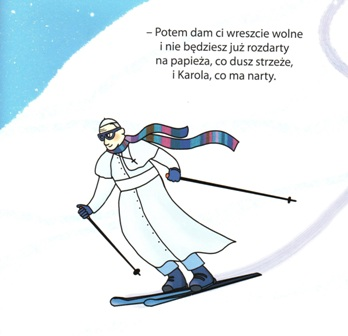 – Potem dam ci wreszcie wolne
i nie będziesz już rozdarty
na papieża, co dusz strzeże,
i Karola, co ma narty.